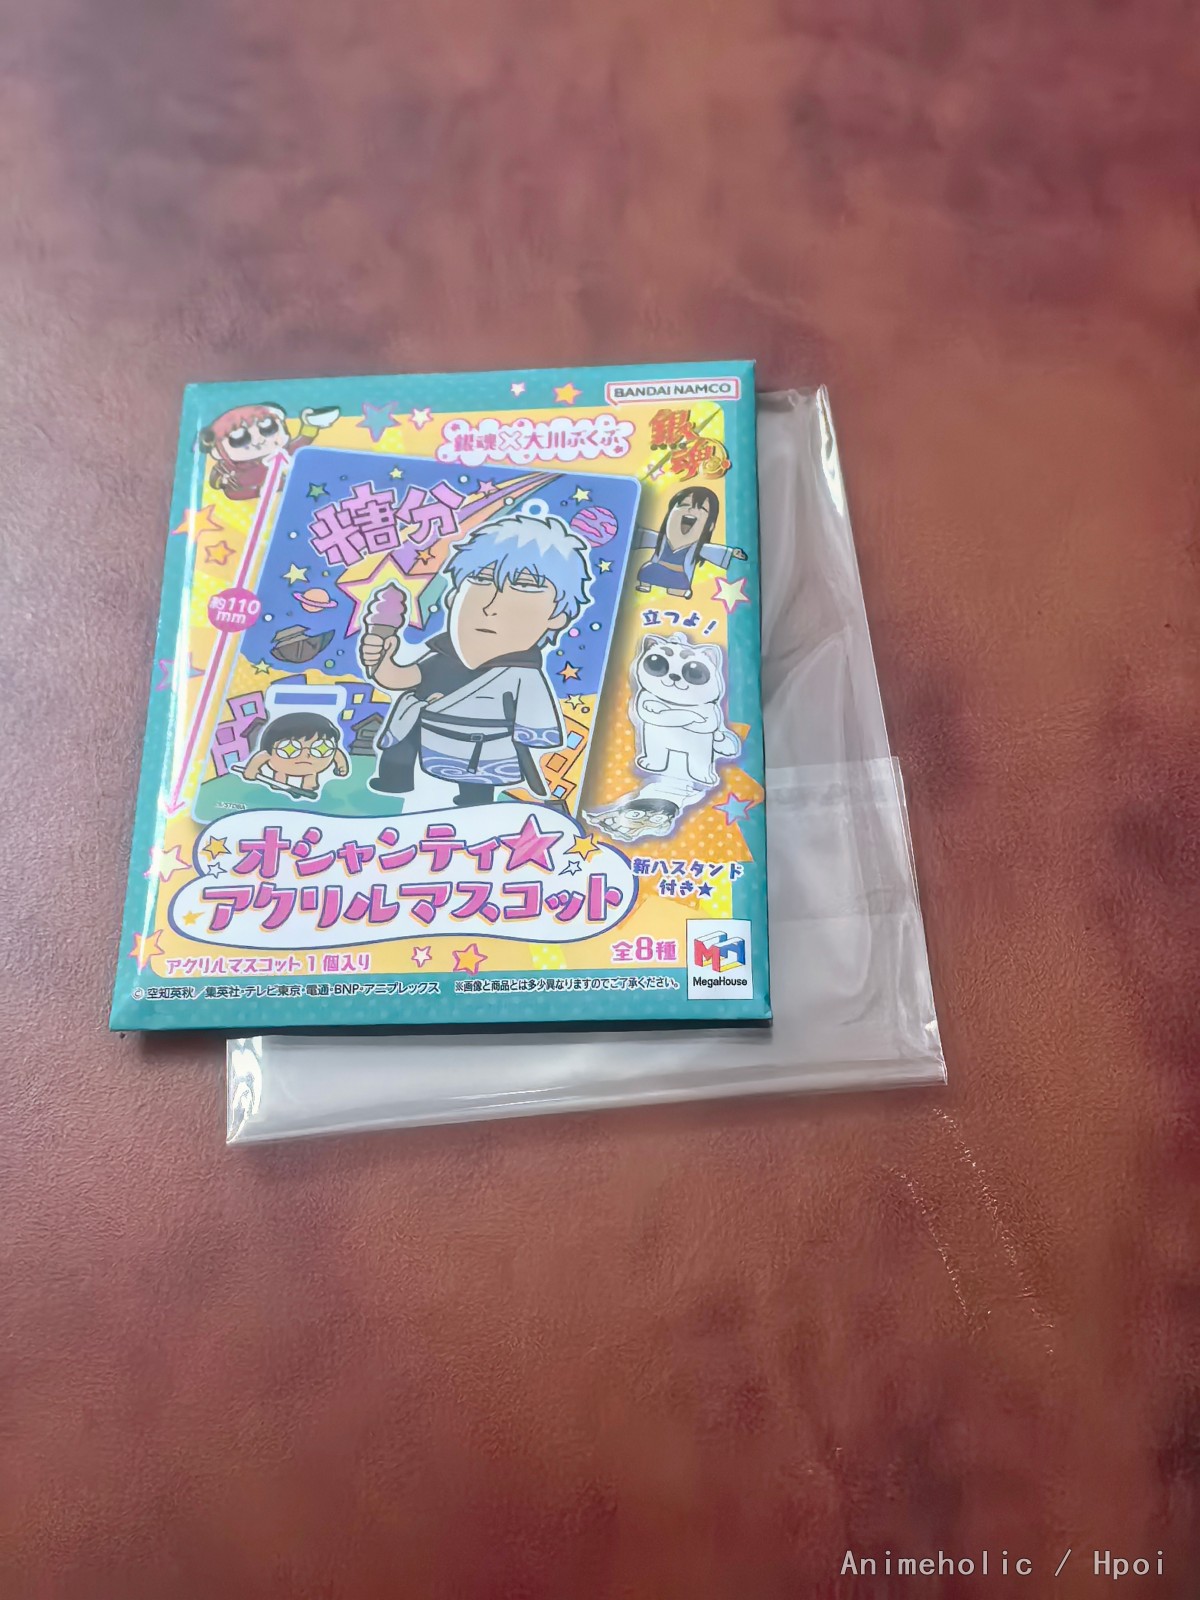 BANDAI NAMCO
銀魂×大川ぶくぶ
銀魂
糖分
約110
mm
立つよ!
オシャンティ★
アクリルマスコット
新ハスタンド
付き★
全8種
アクリルマスコット1個入り
©空知英秋/集英社・テレビ東京・電通・BNP・アニプレックス
※画像と商品とは多少異なりますのでご了承ください。
MegaHouse
Animeholic / Hpoi